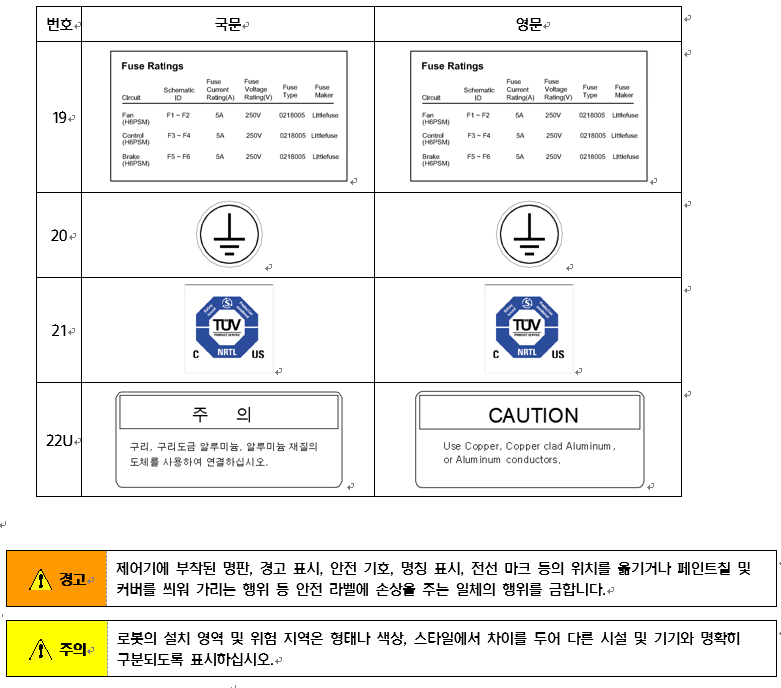 번호 국문 영문
19
Fuse Ratings
Circuit Schematic ID Fuse Current Rating(A) Fuse Voltage Rating(V) Fuse Type Fuse Maker
Fan (H6PSM) F1 ~ F2 5A 250V 0218005 Littlefuse
Control (H6PSM) F3 ~ F4 5A 250V 0218005 Littlefuse
Brake (H6PSM) F5 ~ F6 5A 250V 0218005 Littlefuse
Fuse Ratings
Circuit Schematic ID Fuse Current Rating(A) Fuse Voltage Rating(V) Fuse Type Fuse Maker
Fan (H6PSM) F1 ~ F2 5A 250V 0218005 Littlefuse
Control (H6PSM) F3 ~ F4 5A 250V 0218005 Littlefuse
Brake (H6PSM) F5 ~ F6 5A 250V 0218005 Littlefuse
20
21
TÜV
PRODUCT SERVICE
C NRTL US
TÜV
PRODUCT SERVICE
C NRTL US
22U
주 의
구리, 구리도금 알루미늄, 알루미늄 재질의
도체를 사용하여 연결하십시오.
CAUTION
Use Copper, Copper clad Aluminum,
or Aluminum conductors.
경고
제어기에 부착된 명판, 경고 표시, 안전 기호, 명칭 표시, 전선 마크 등의 위치를 옮기거나 페인트칠 및
커버를 씌워 가리는 행위 등 안전 라벨에 손상을 주는 일체의 행위를 금합니다.
주의
로봇의 설치 영역 및 위험 지역은 형태나 색상, 스타일에서 차이를 두어 다른 시설 및 기기와 명확히
구분되도록 표시하십시오.